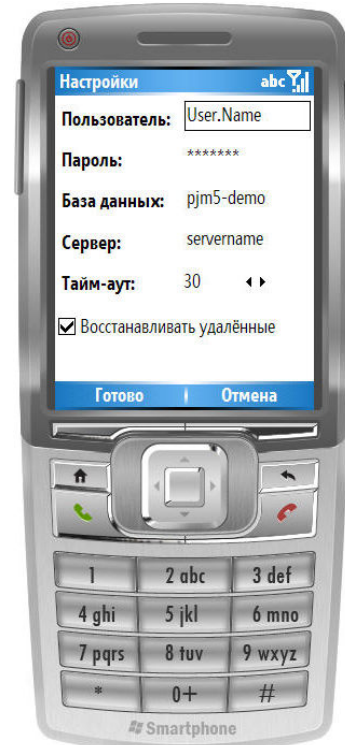 Настройки abc
Пользователь: User.Name
Пароль: *******
База данных: pjm5-demo
Сервер: servername
Тайм-аут: 30
Восстанавливать удалённые
Готово Отмена
1 2 abc 3 def
4 ghi 5 jkl 6 mno
7 pqrs 8 tuv 9 wxyz
* 0+ #
Smartphone